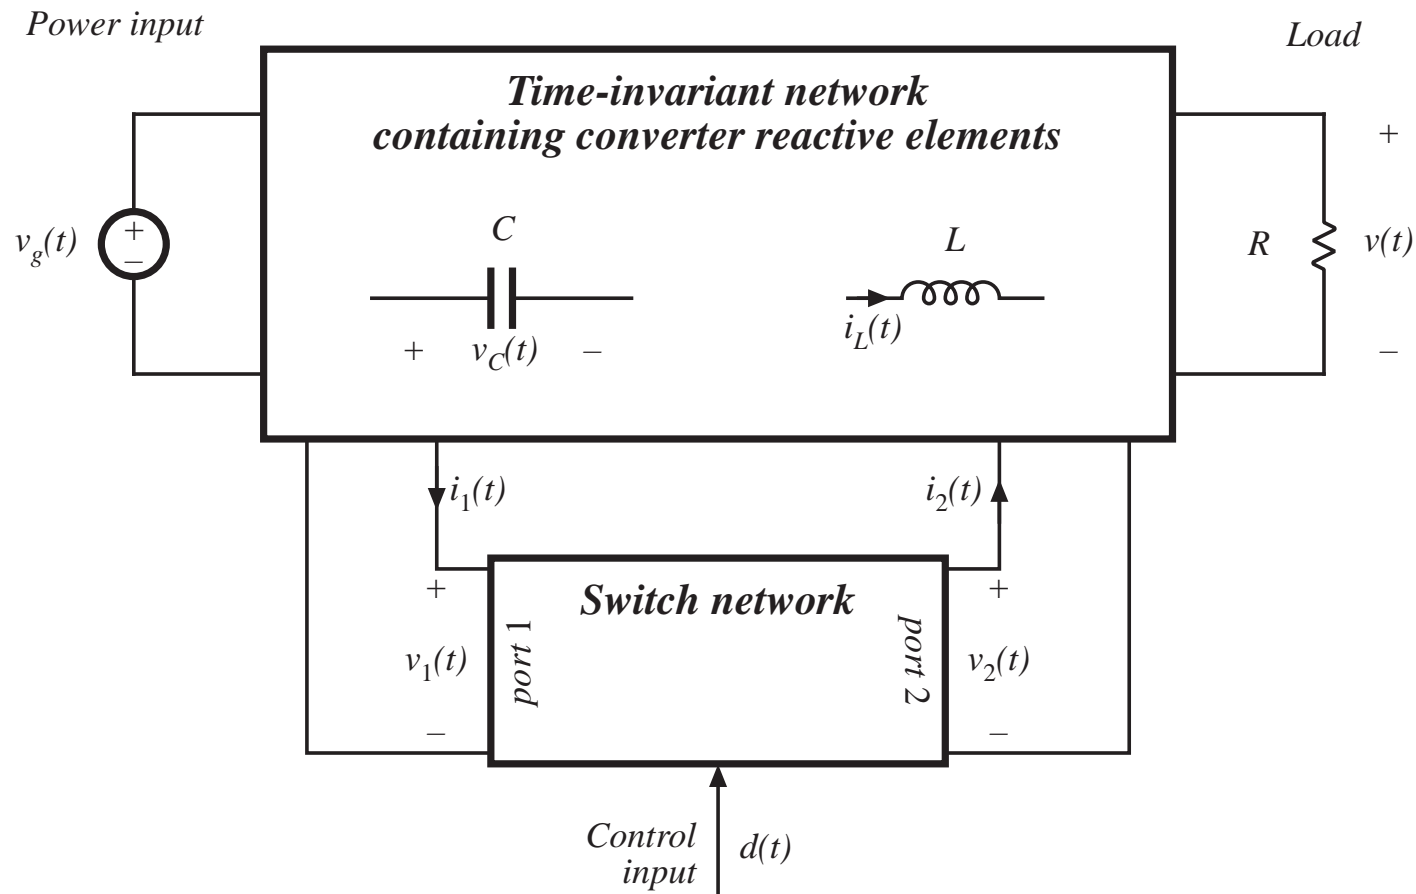 Power input
Load
Time-invariant network
containing converter reactive elements
+
C
L
v_g(t)
+
–
R
v(t)
i_L(t)
+
v_C(t)
–
–
i_1(t)
i_2(t)
+
Switch network
+
port 1
port 2
v_1(t)
v_2(t)
–
–
Control
input
d(t)